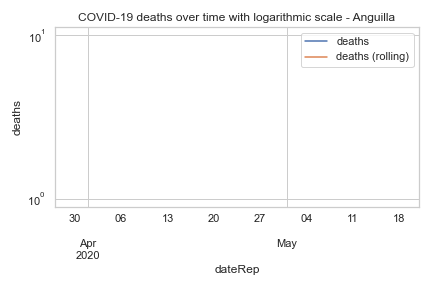 COVID-19 deaths over time with logarithmic scale - Anguilla
10¹
deaths
deaths (rolling)
deaths
10⁰
30 06 13 20 27 04 11 18
Apr May
2020
dateRep